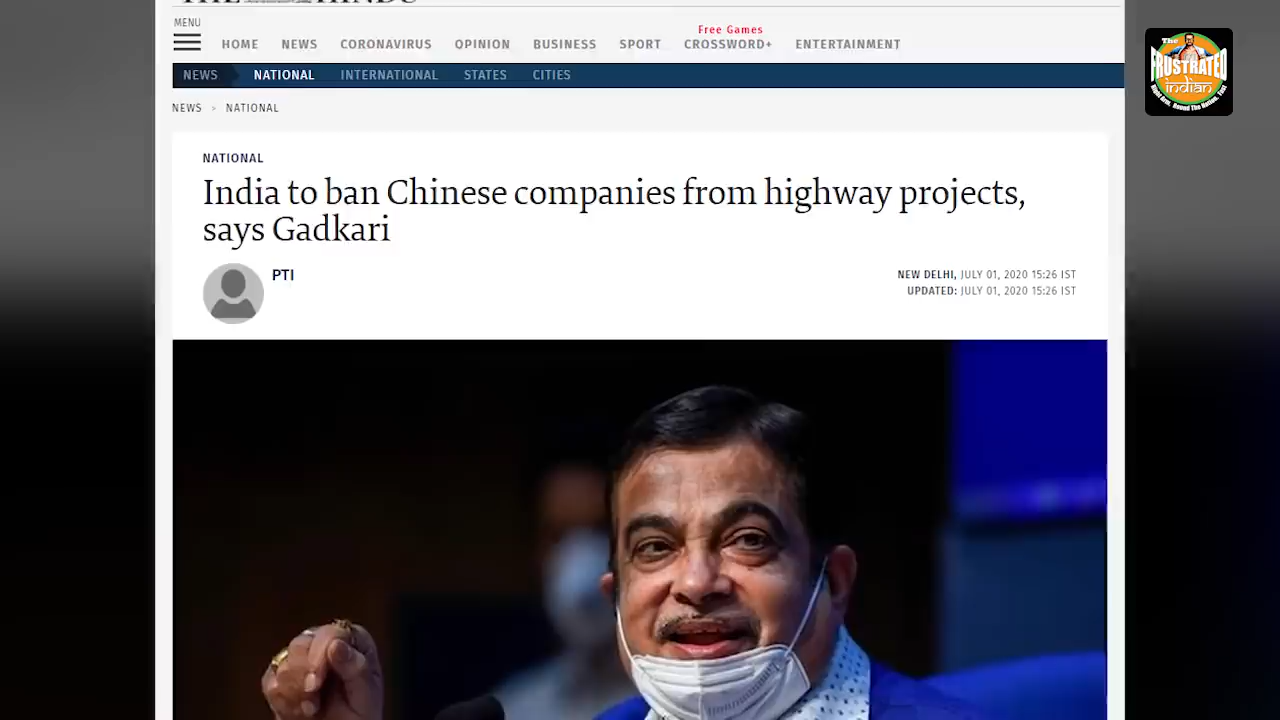 THE HINDU
MENU
Free Games
HOME NEWS CORONAVIRUS OPINION BUSINESS SPORT CROSSWORD+ ENTERTAINMENT
NEWS NATIONAL INTERNATIONAL STATES CITIES
NEWS > NATIONAL
NATIONAL
India to ban Chinese companies from highway projects,
says Gadkari
PTI
NEW DELHI, JULY 01, 2020 15:26 IST
UPDATED: JULY 01, 2020 15:26 IST
The
FRUSTRATED
indian